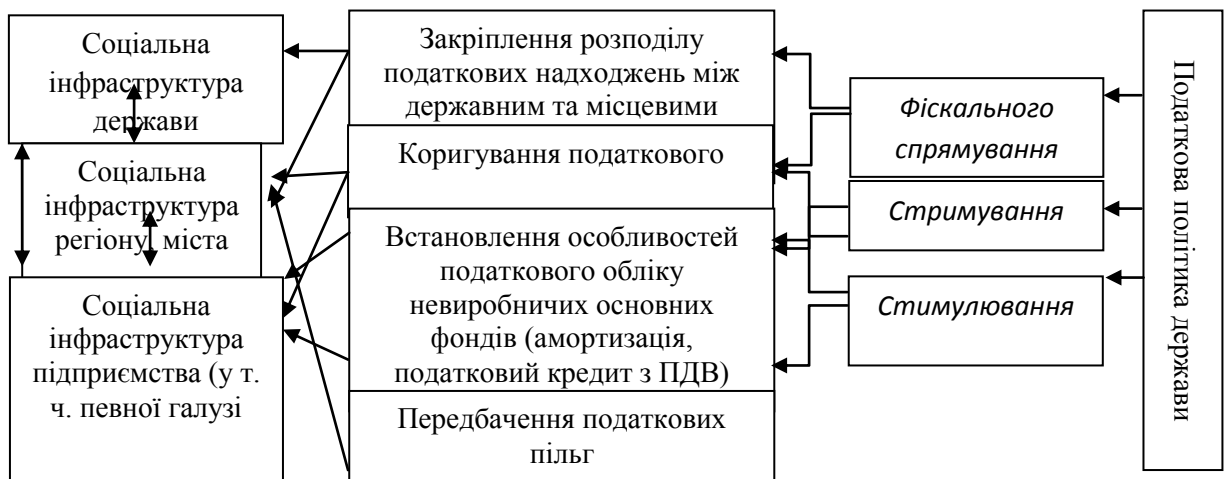 Соціальна
інфраструктура
держави
Соціальна
інфраструктура
регіону, міста
Соціальна
інфраструктура
підприємства (у т.
ч. певної галузі
Закріплення розподілу
податкових надходжень між
державним та місцевими
Коригування податкового
Встановлення особливостей
податкового обліку
невиробничих основних
фондів (амортизація,
податковий кредит з ПДВ)
Передбачення податкових
пільг
Фіскального
спрямування
Стримування
Стимулювання
Податкова політика держави